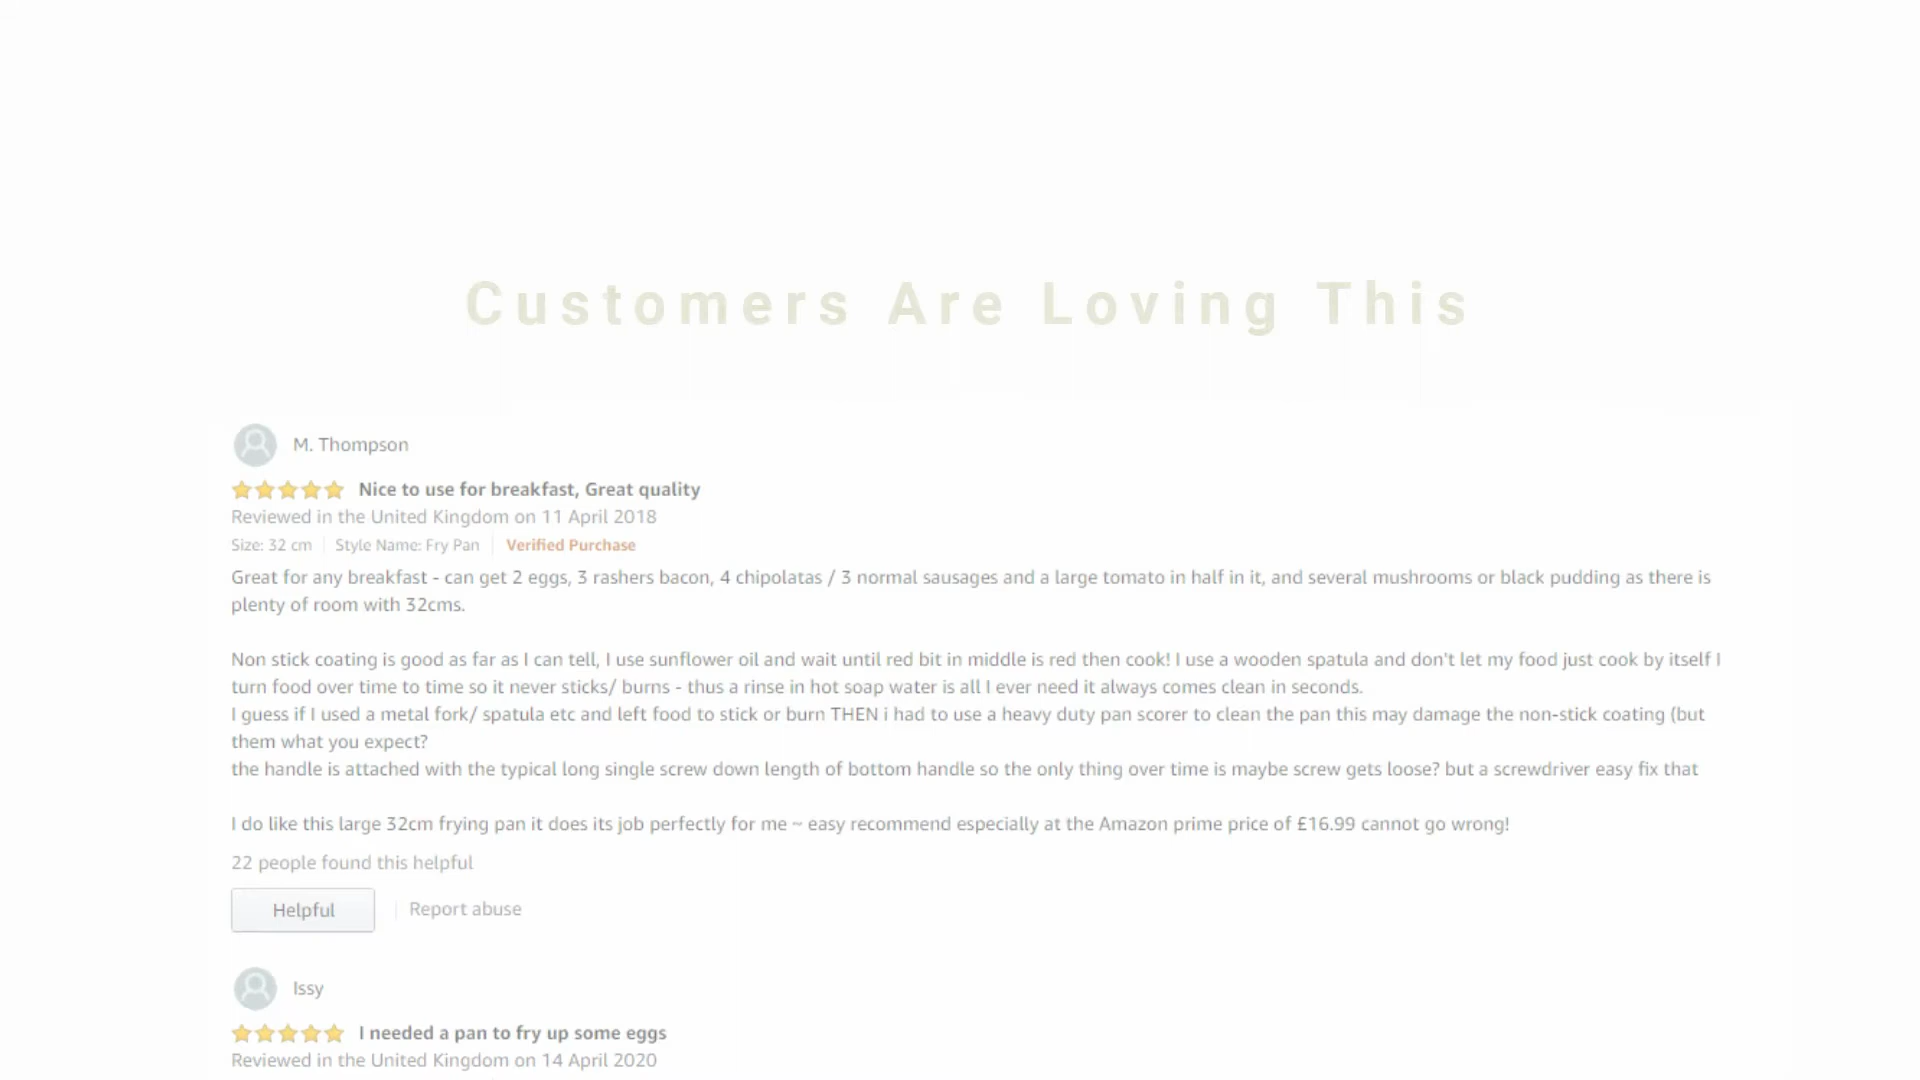 Customers Are Loving This
M. Thompson
Nice to use for breakfast, Great quality
Reviewed in the United Kingdom on 11 April 2018
Size: 32 cm | Style Name: Fry Pan | Verified Purchase
Great for any breakfast - can get 2 eggs, 3 rashers bacon, 4 chipolatas / 3 normal sausages and a large tomato in half in it, and several mushrooms or black pudding as there is
plenty of room with 32cms.
Non stick coating is good as far as I can tell, I use sunflower oil and wait until red bit in middle is red then cook! I use a wooden spatula and don't let my food just cook by itself I
turn food over time to time so it never sticks/ burns - thus a rinse in hot soap water is all I ever need it always comes clean in seconds.
I guess if I used a metal fork/ spatula etc and left food to stick or burn THEN i had to use a heavy duty pan scorer to clean the pan this may damage the non-stick coating (but
them what you expect?
the handle is attached with the typical long single screw down length of bottom handle so the only thing over time is maybe screw gets loose? but a screwdriver easy fix that
I do like this large 32cm frying pan it does its job perfectly for me ~ easy recommend especially at the Amazon prime price of £16.99 cannot go wrong!
22 people found this helpful
Helpful | Report abuse
Issy
I needed a pan to fry up some eggs
Reviewed in the United Kingdom on 14 April 2020